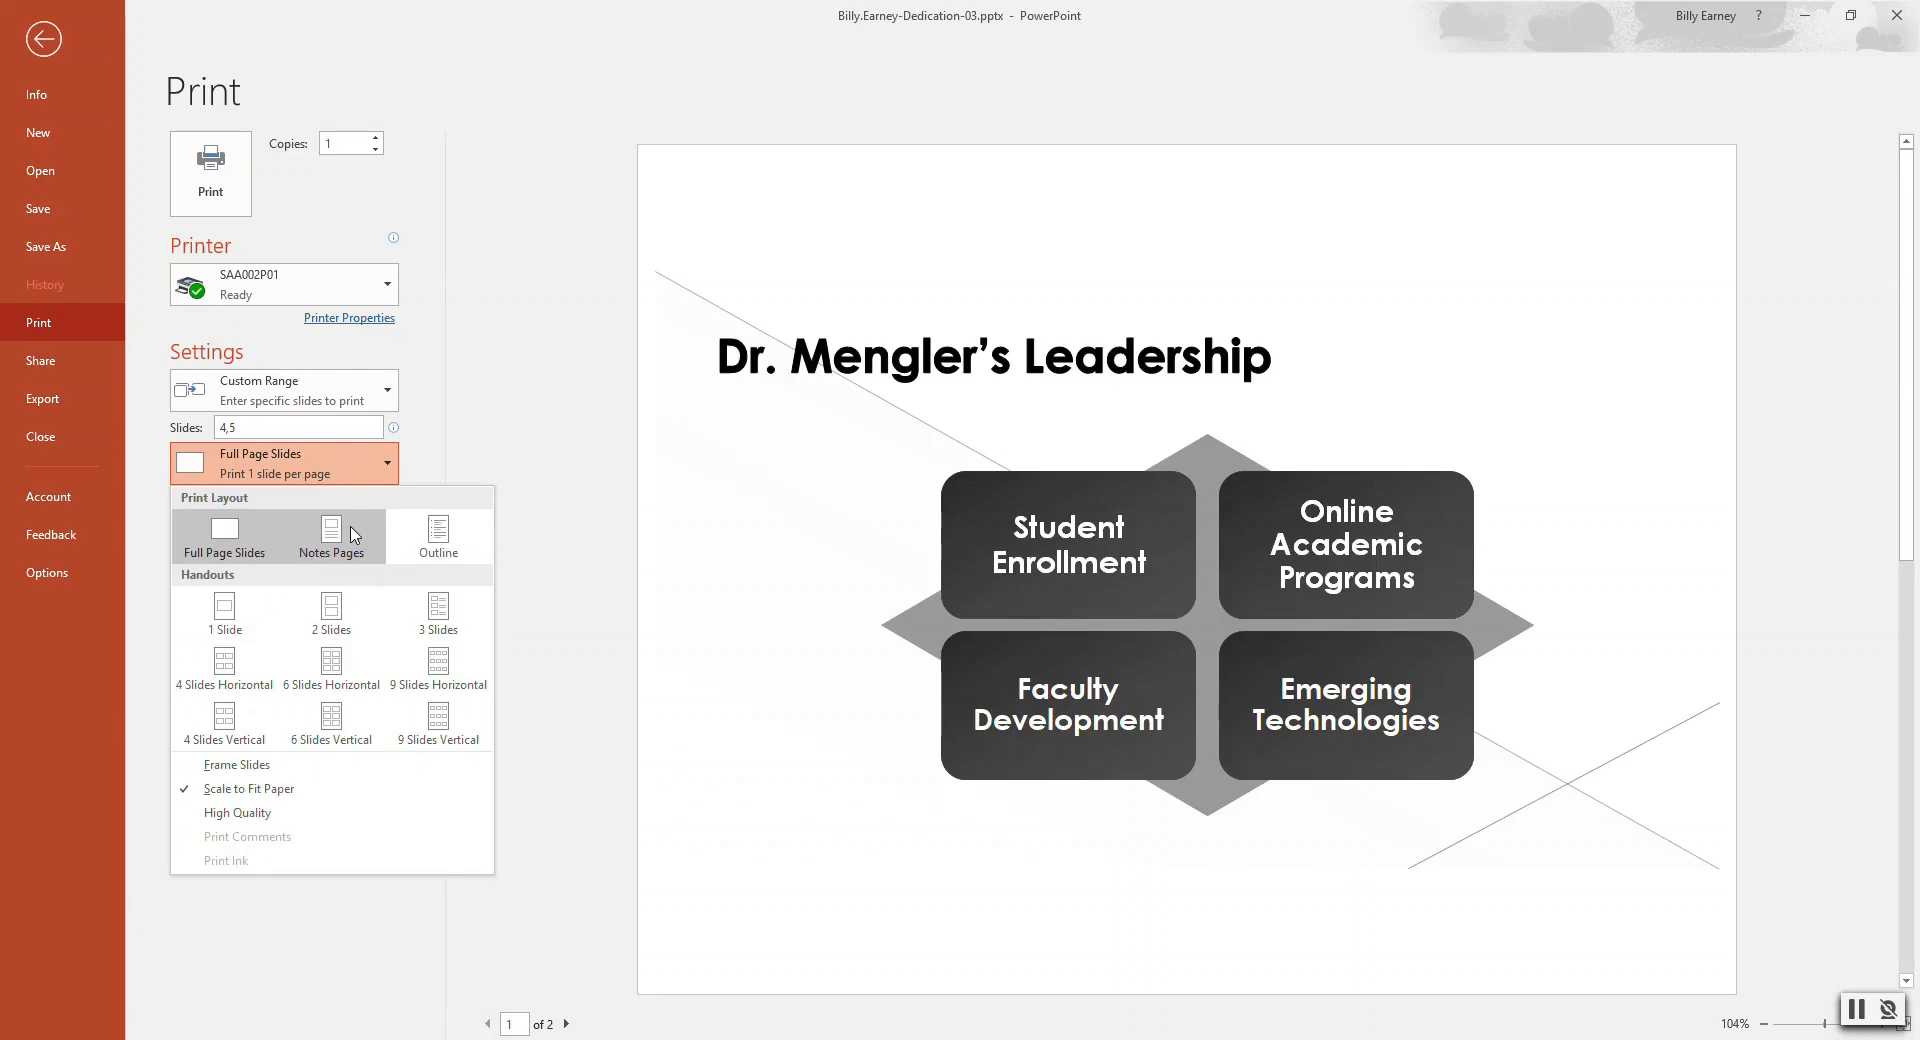 Billy.Earney-Dedication-03.pptx - PowerPoint
Billy Earney ?
Info
New
Open
Save
Save As
History
Print
Share
Export
Close
Account
Feedback
Options
Print
Print
Copies: 1
Printer
SAA002P01
Ready
Printer Properties
Settings
Custom Range
Enter specific slides to print
Slides: 4,5
Full Page Slides
Print 1 slide per page
Print Layout
Full Page Slides Notes Pages Outline
Handouts
1 Slide 2 Slides 3 Slides
4 Slides Horizontal 6 Slides Horizontal 9 Slides Horizontal
4 Slides Vertical 6 Slides Vertical 9 Slides Vertical
Frame Slides
Scale to Fit Paper
High Quality
Print Comments
Print Ink
Dr. Mengler’s Leadership
Student
Enrollment
Online
Academic
Programs
Faculty
Development
Emerging
Technologies
1 of 2
104%